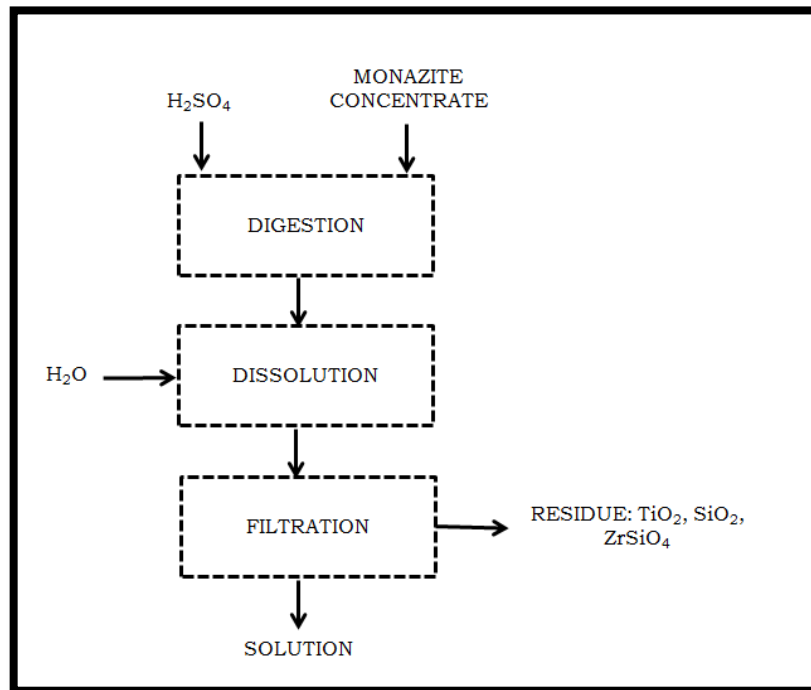 H₂SO₄
MONAZITE
CONCENTRATE
DIGESTION
H₂O
DISSOLUTION
FILTRATION
RESIDUE: TiO₂, SiO₂,
ZrSiO₄
SOLUTION